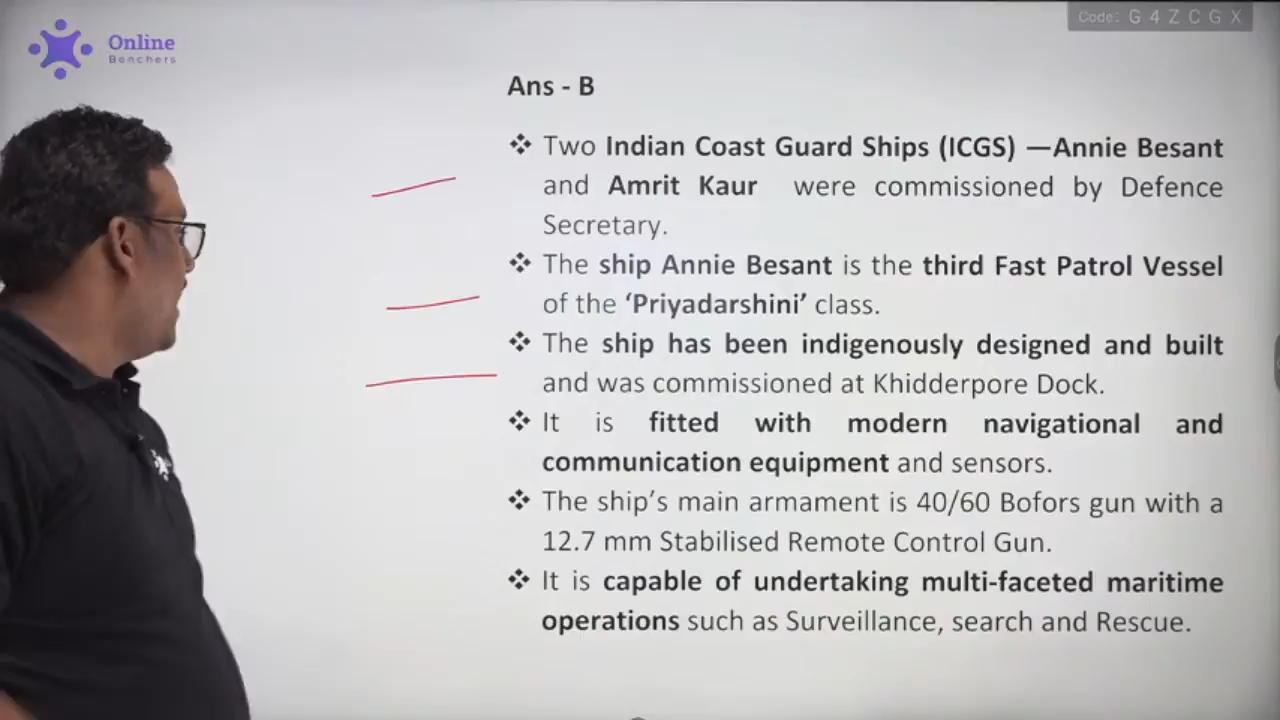 Code: G 4 Z C G X
Online
Benchers
Ans - B
❖ Two Indian Coast Guard Ships (ICGS) —Annie Besant
and Amrit Kaur were commissioned by Defence
Secretary.
❖ The ship Annie Besant is the third Fast Patrol Vessel
of the ‘Priyadarshini’ class.
❖ The ship has been indigenously designed and built
and was commissioned at Khidderpore Dock.
❖ It is fitted with modern navigational and
communication equipment and sensors.
❖ The ship’s main armament is 40/60 Bofors gun with a
12.7 mm Stabilised Remote Control Gun.
❖ It is capable of undertaking multi-faceted maritime
operations such as Surveillance, search and Rescue.